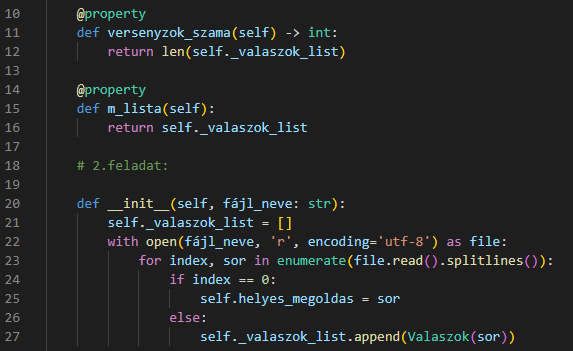 10 @property
11 def versenyzok_szama(self) -> int:
12 return len(self._valaszok_list)
13
14 @property
15 def m_lista(self):
16 return self._valaszok_list
17
18 # 2.feladat:
19
20 def __init__(self, fájl_neve: str):
21 self._valaszok_list = []
22 with open(fájl_neve, 'r', encoding='utf-8') as file:
23 for index, sor in enumerate(file.read().splitlines()):
24 if index == 0:
25 self.helyes_megoldas = sor
26 else:
27 self._valaszok_list.append(Valaszok(sor))